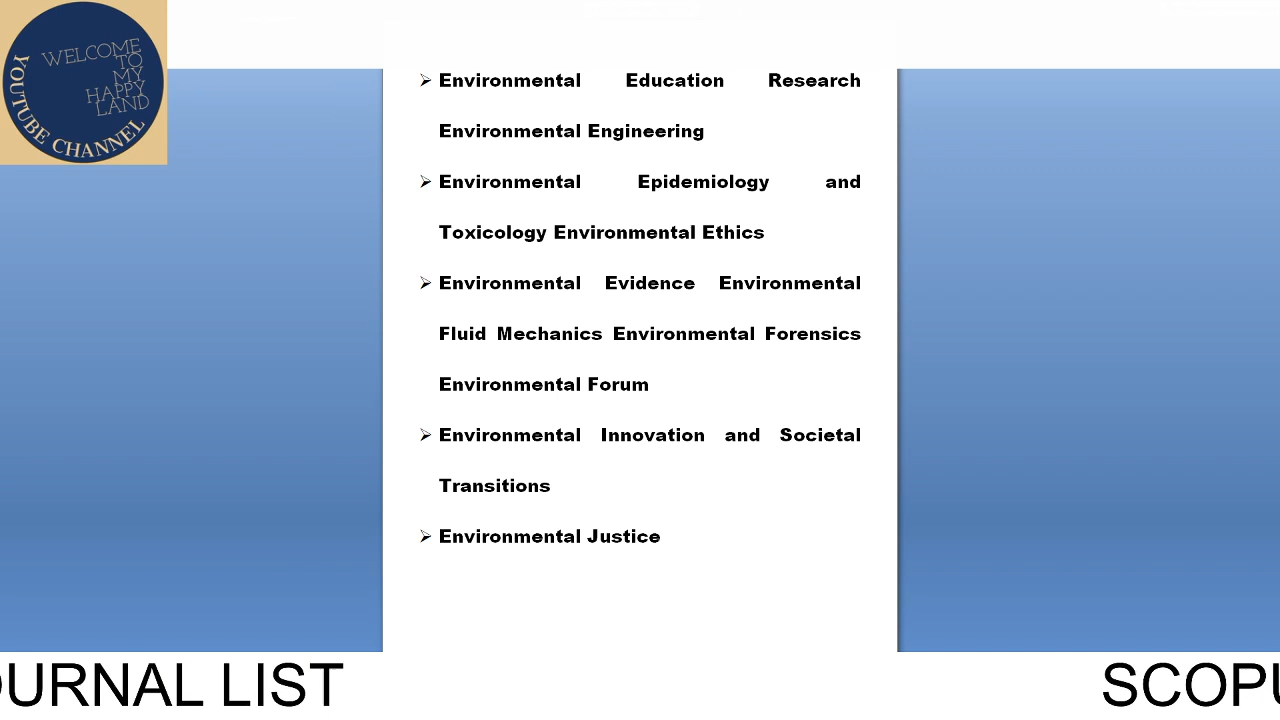 WELCOME
TO
MY
HAPPY
LAND
YOUTUBE CHANNEL
Environmental Education Research
Environmental Engineering
Environmental Epidemiology and
Toxicology Environmental Ethics
Environmental Evidence Environmental
Fluid Mechanics Environmental Forensics
Environmental Forum
Environmental Innovation and Societal
Transitions
Environmental Justice
OURNAL LIST SCOPU